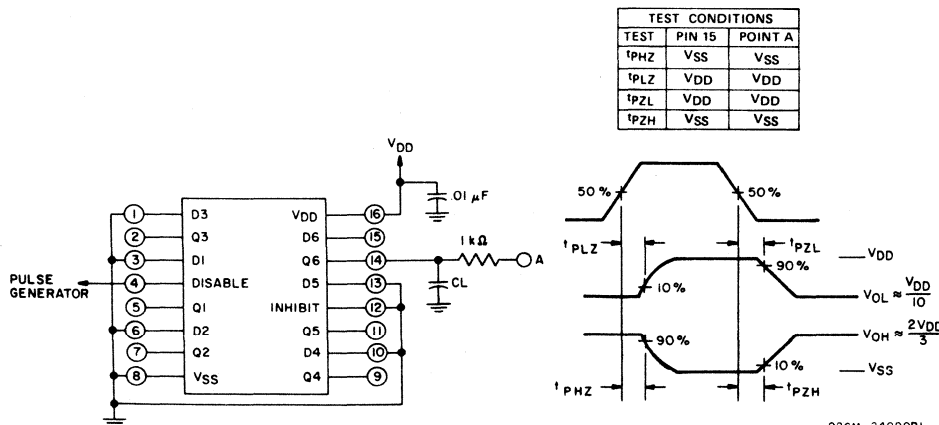 TEST CONDITIONS
TEST PIN 15 POINT A
tPHZ VSS VSS
tPLZ VDD VDD
tPZL VDD VDD
tPZH VSS VSS
VDD
.01 µF
1 D3
2 Q3
3 D1
4 DISABLE
5 Q1
6 D2
7 Q2
8 VSS
VDD 16
D6 15
Q6 14
D5 13
INHIBIT 12
Q5 11
D4 10
Q4 9
PULSE
GENERATOR
1 kΩ
A
CL
50% 50%
tPLZ tPZL
VDD
90%
10%
VOL ≈ VDD/10
VOH ≈ 2VDD/3
90%
10%
VSS
tPHZ tPZH